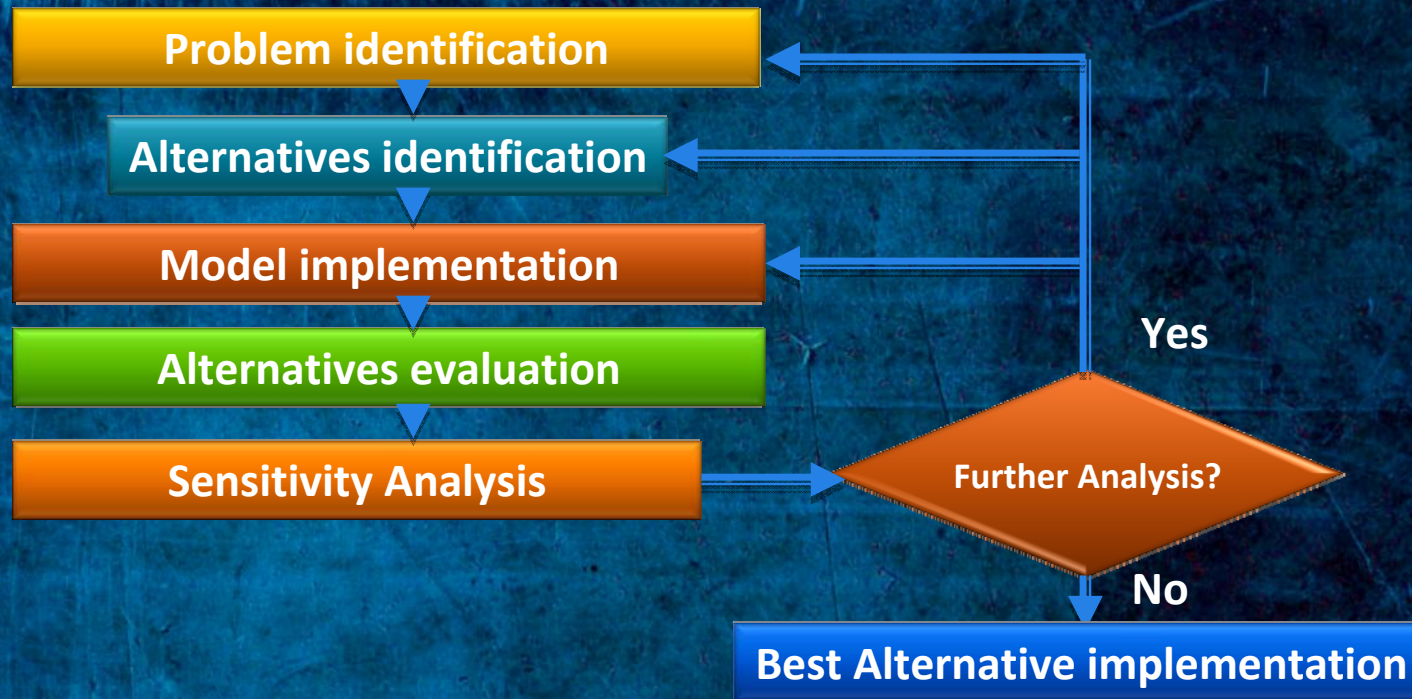 Problem identification
Alternatives identification
Model implementation
Alternatives evaluation
Sensitivity Analysis
Yes
Further Analysis?
No
Best Alternative implementation